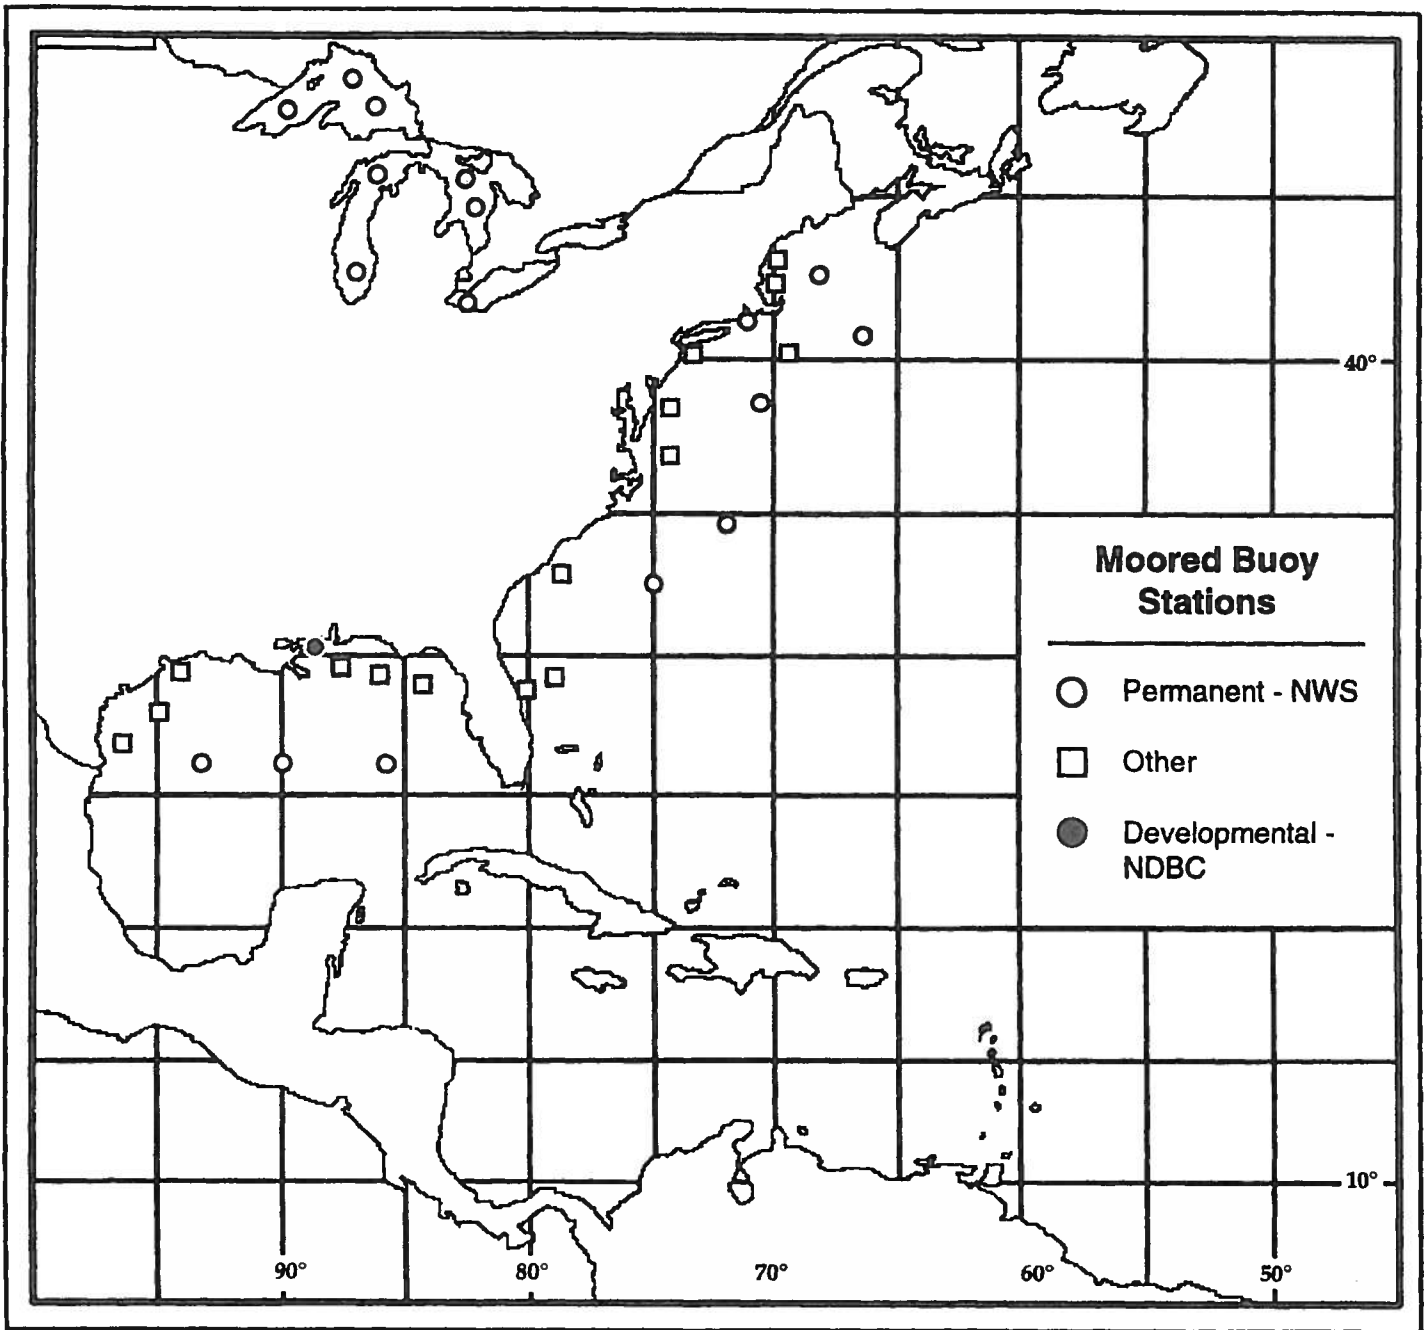 40°
Moored Buoy
Stations
Permanent - NWS
Other
Developmental -
NDBC
10°
90°
80°
70°
60°
50°